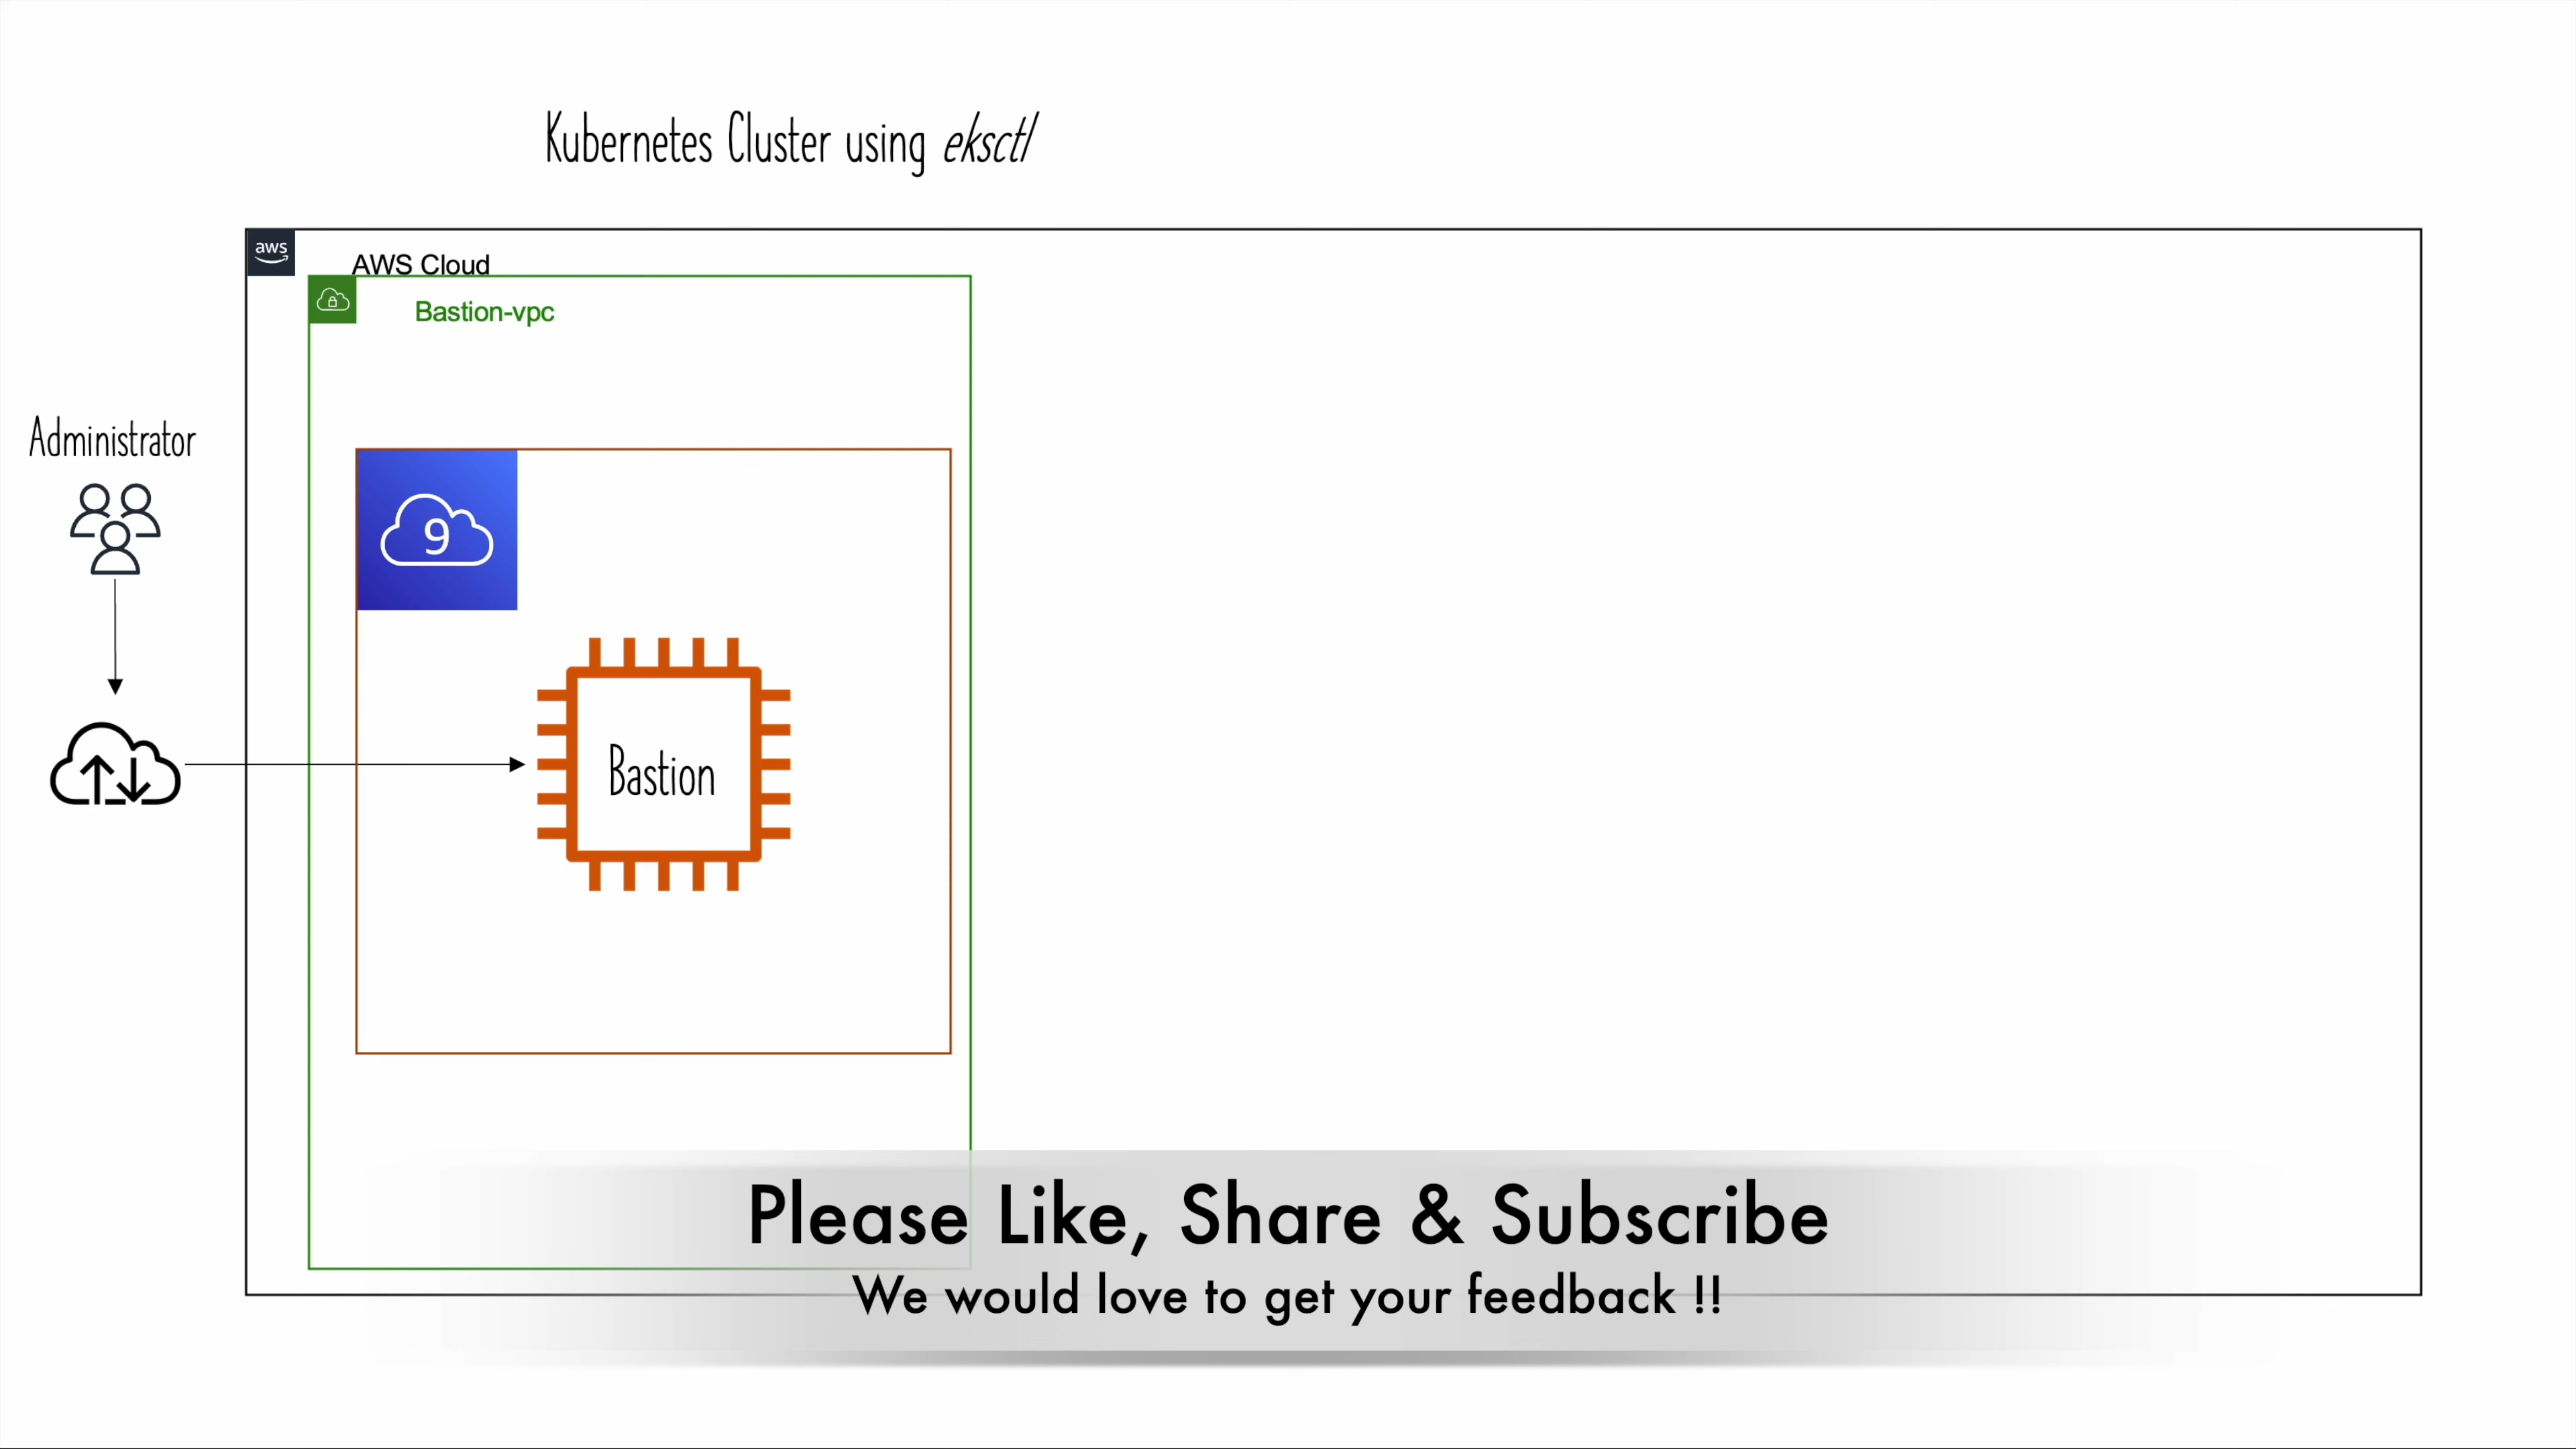 Kubernetes Cluster using eksctl
aws
AWS Cloud
Bastion-vpc
Administrator
9
Bastion
Please Like, Share & Subscribe
We would love to get your feedback !!